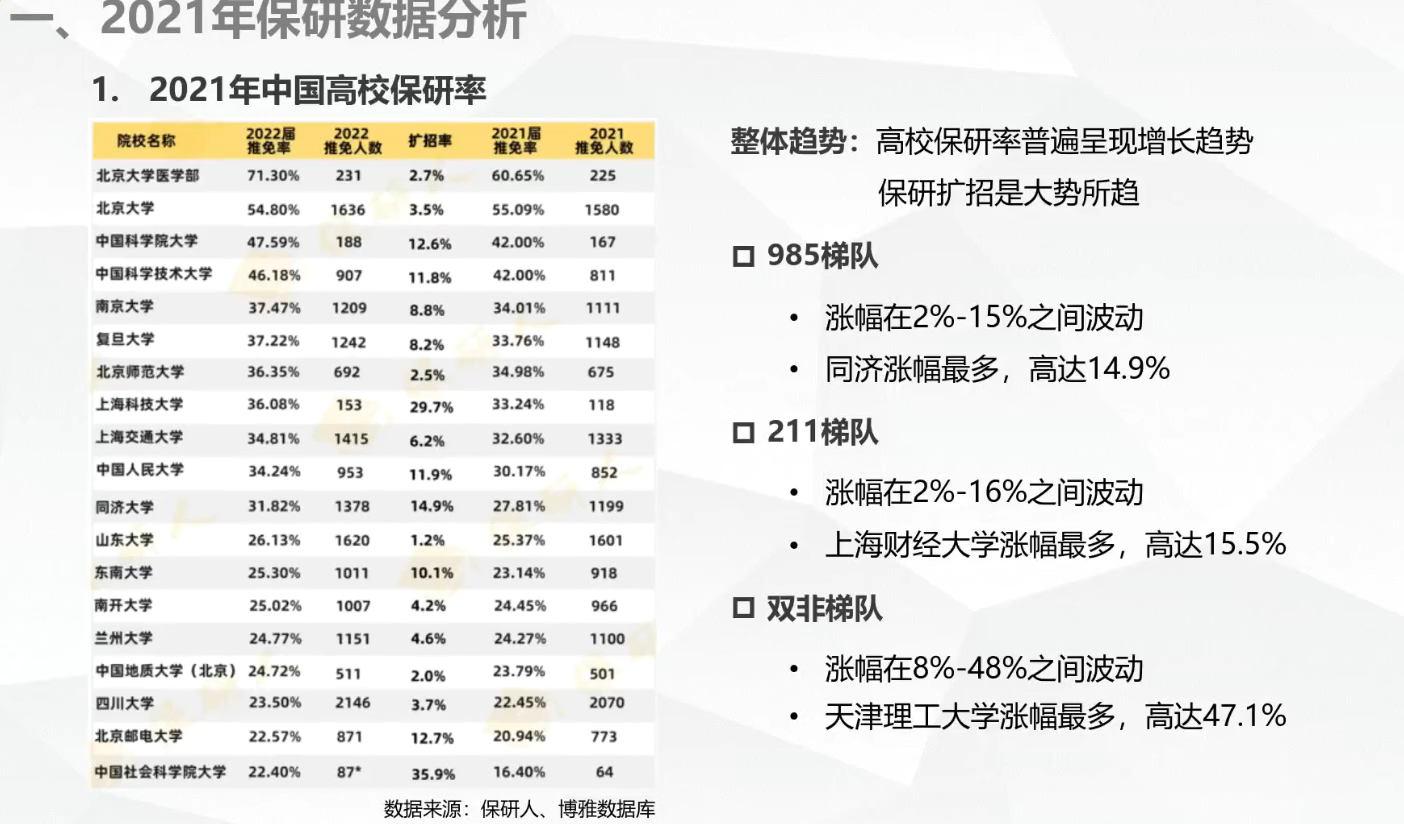 一、2021年保研数据分析
1. 2021年中国高校保研率
院校名称 2022届推免率 2022推免人数 扩招率 2021届推免率 2021推免人数
北京大学医学部 71.30% 231 2.7% 60.65% 225
北京大学 54.80% 1636 3.5% 55.09% 1580
中国科学院大学 47.59% 188 12.6% 42.00% 167
中国科学技术大学 46.18% 907 11.8% 42.00% 811
南京大学 37.47% 1209 8.8% 34.01% 1111
复旦大学 37.22% 1242 8.2% 33.76% 1148
北京师范大学 36.35% 692 2.5% 34.98% 675
上海科技大学 36.08% 153 29.7% 33.24% 118
上海交通大学 34.81% 1415 6.2% 32.60% 1333
中国人民大学 34.24% 953 11.9% 30.17% 852
同济大学 31.82% 1378 14.9% 27.81% 1199
山东大学 26.13% 1620 1.2% 25.37% 1601
东南大学 25.30% 1011 10.1% 23.14% 918
南开大学 25.02% 1007 4.2% 24.45% 966
兰州大学 24.77% 1151 4.6% 24.27% 1100
中国地质大学（北京） 24.72% 511 2.0% 23.79% 501
四川大学 23.50% 2146 3.7% 22.45% 2070
北京邮电大学 22.57% 871 12.7% 20.94% 773
中国社会科学院大学 22.40% 87* 35.9% 16.40% 64
数据来源：保研人、博雅数据库
整体趋势：高校保研率普遍呈现增长趋势
保研扩招是大势所趋
985梯队
• 涨幅在2%-15%之间波动
• 同济涨幅最多，高达14.9%
211梯队
• 涨幅在2%-16%之间波动
• 上海财经大学涨幅最多，高达15.5%
双非梯队
• 涨幅在8%-48%之间波动
• 天津理工大学涨幅最多，高达47.1%